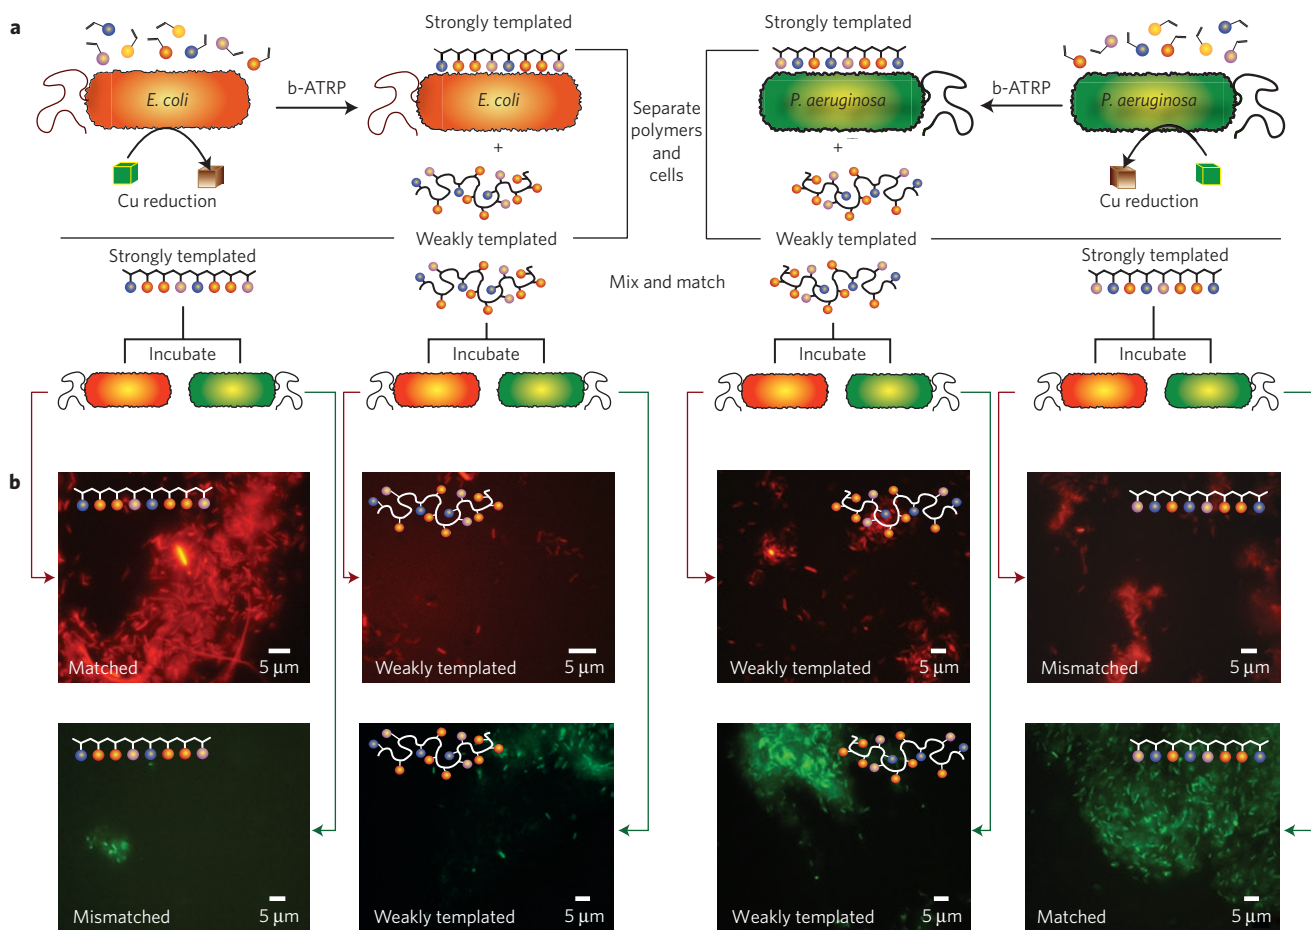 a
Strongly templated
Strongly templated
E. coli
b-ATRP
E. coli
Separate
polymers
and
cells
P. aeruginosa
b-ATRP
P. aeruginosa
+
+
Cu reduction
Cu reduction
Weakly templated
Weakly templated
Strongly templated
Strongly templated
Mix and match
Incubate
Incubate
Incubate
Incubate
b
Matched
5 µm
Weakly templated
5 µm
Weakly templated
5 µm
Mismatched
5 µm
Mismatched
5 µm
Weakly templated
5 µm
Weakly templated
5 µm
Matched
5 µm